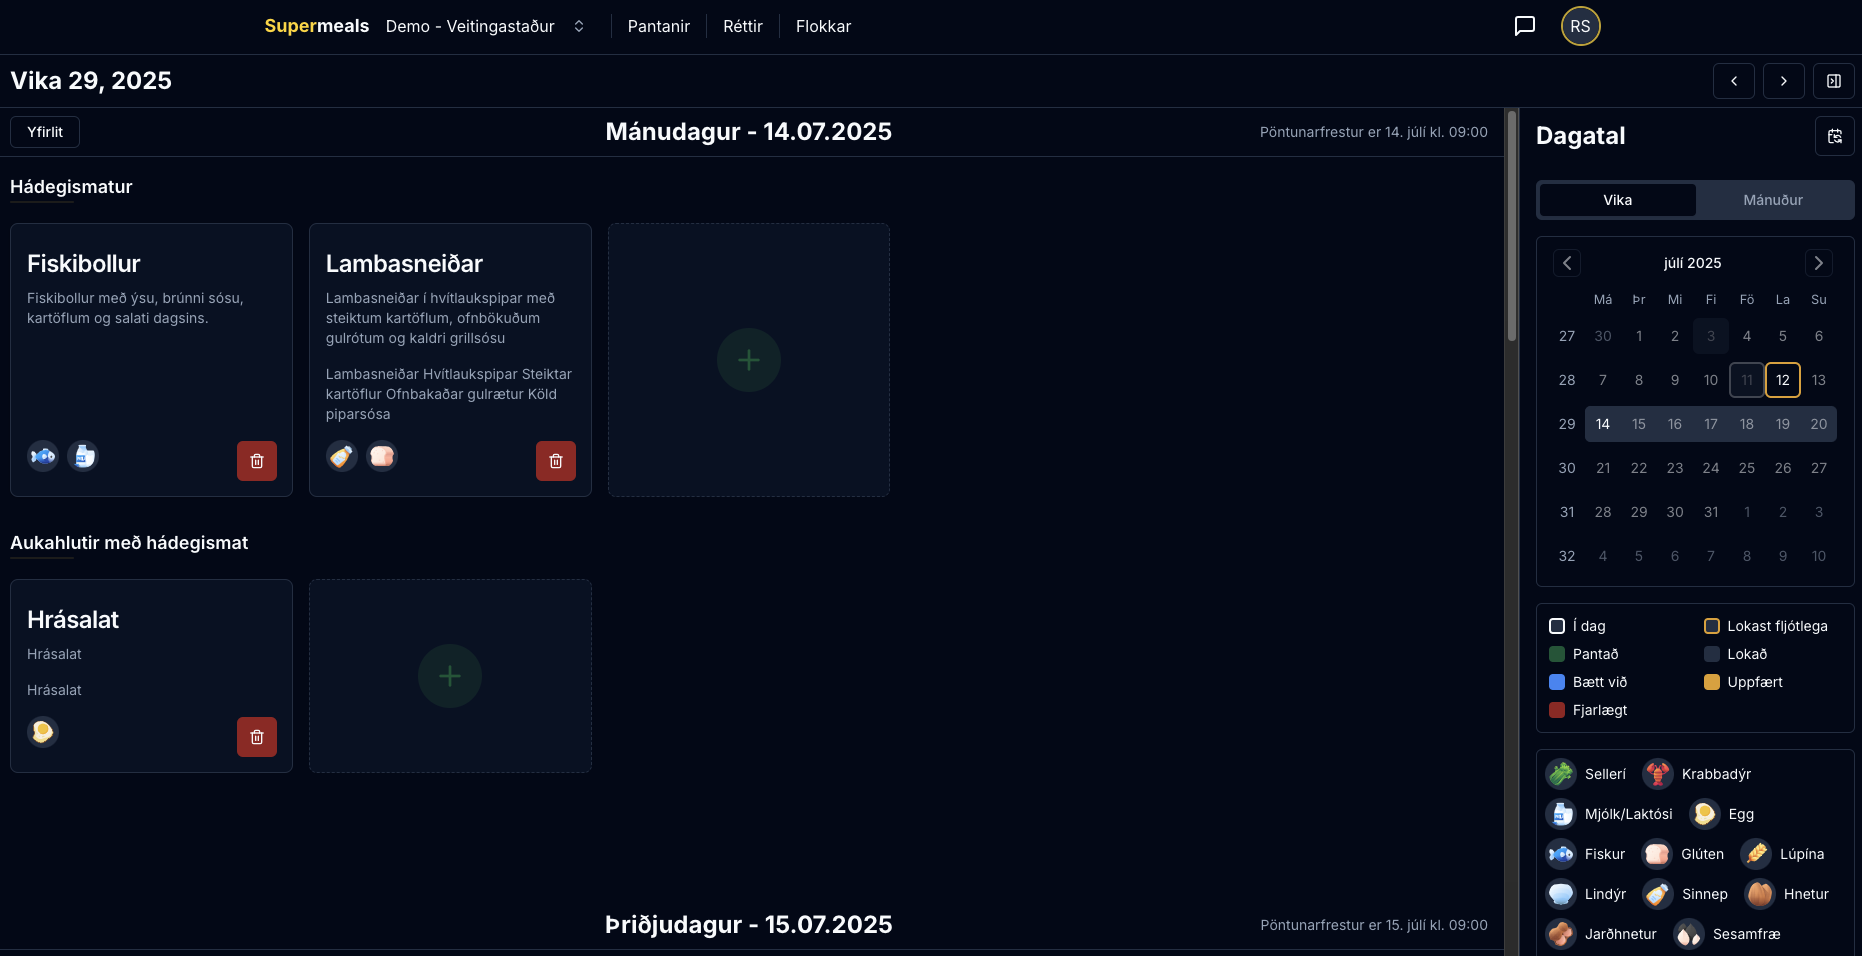 Supermeals Demo - Veitingastaður Pantanir Réttir Flokkar RS
Vika 29, 2025
Yfirlit Mánudagur - 14.07.2025 Pöntunarfrestur er 14. júlí kl. 09:00
Hádegismatur
Fiskibollur
Fiskibollur með ýsu, brúnni sósu,
kartöflum og salati dagsins.
Lambasneiðar
Lambasneiðar í hvítlaukspipar með
steiktum kartöflum, ofnbökuðum
gulrótum og kaldri grillsósu
Lambasneiðar Hvítlaukspipar Steiktar
kartöflur Ofnbakaðar gulrætur Köld
piparsósa
Aukahlutir með hádegismat
Hrásalat
Hrásalat
Hrásalat
Þriðjudagur - 15.07.2025 Pöntunarfrestur er 15. júlí kl. 09:00
Dagatal
Vika Mánuður
júlí 2025
Má Þr Mi Fi Fö La Su
27 30 1 2 3 4 5 6
28 7 8 9 10 11 12 13
29 14 15 16 17 18 19 20
30 21 22 23 24 25 26 27
31 28 29 30 31 1 2 3
32 4 5 6 7 8 9 10
Í dag Lokast fljótlega
Pantað Lokað
Bætt við Uppfært
Fjarlægt
Sellerí Krabbadýr
Mjólk/Laktósi Egg
Fiskur Glúten Lúpína
Lindýr Sinnep Hnetur
Jarðhnetur Sesamfræ